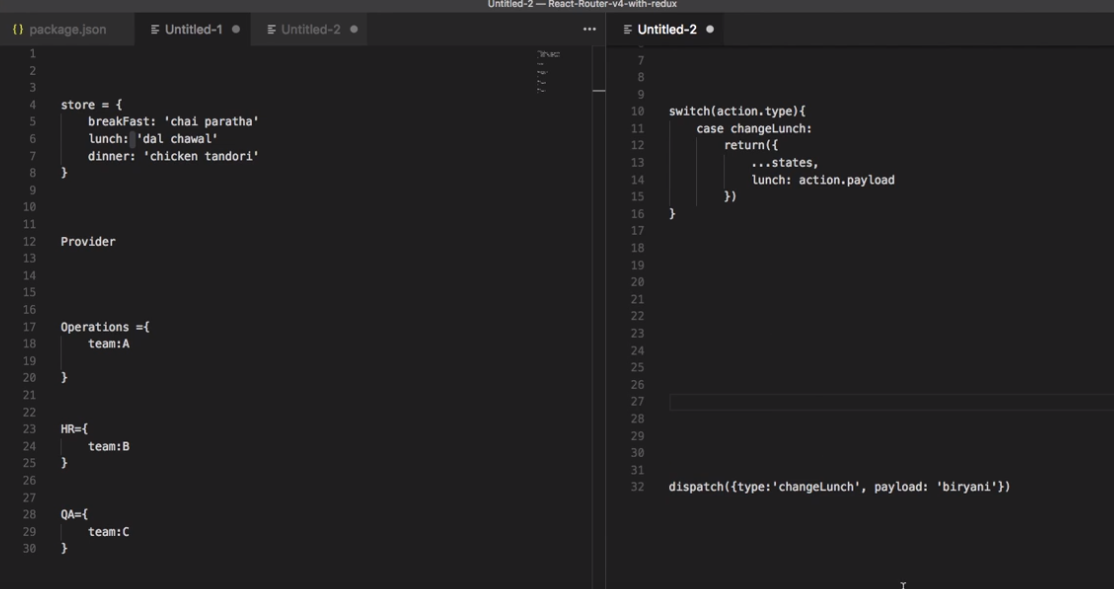 Untitled-2 — React-Router-v4-with-redux
{} package.json
Untitled-1
Untitled-2
1
2
3
4 store = {
5 breakFast: 'chai paratha'
6 lunch: 'dal chawal'
7 dinner: 'chicken tandori'
8 }
9
10
11
12 Provider
13
14
15
16
17 Operations ={
18 team:A
19
20 }
21
22
23 HR={
24 team:B
25 }
26
27
28 QA={
29 team:C
30 }
Untitled-2
7
8
9
10 switch(action.type){
11 case changeLunch:
12 return({
13 ...states,
14 lunch: action.payload
15 })
16 }
17
18
19
20
21
22
23
24
25
26
27
28
29
30
31
32 dispatch({type:'changeLunch', payload: 'biryani'})